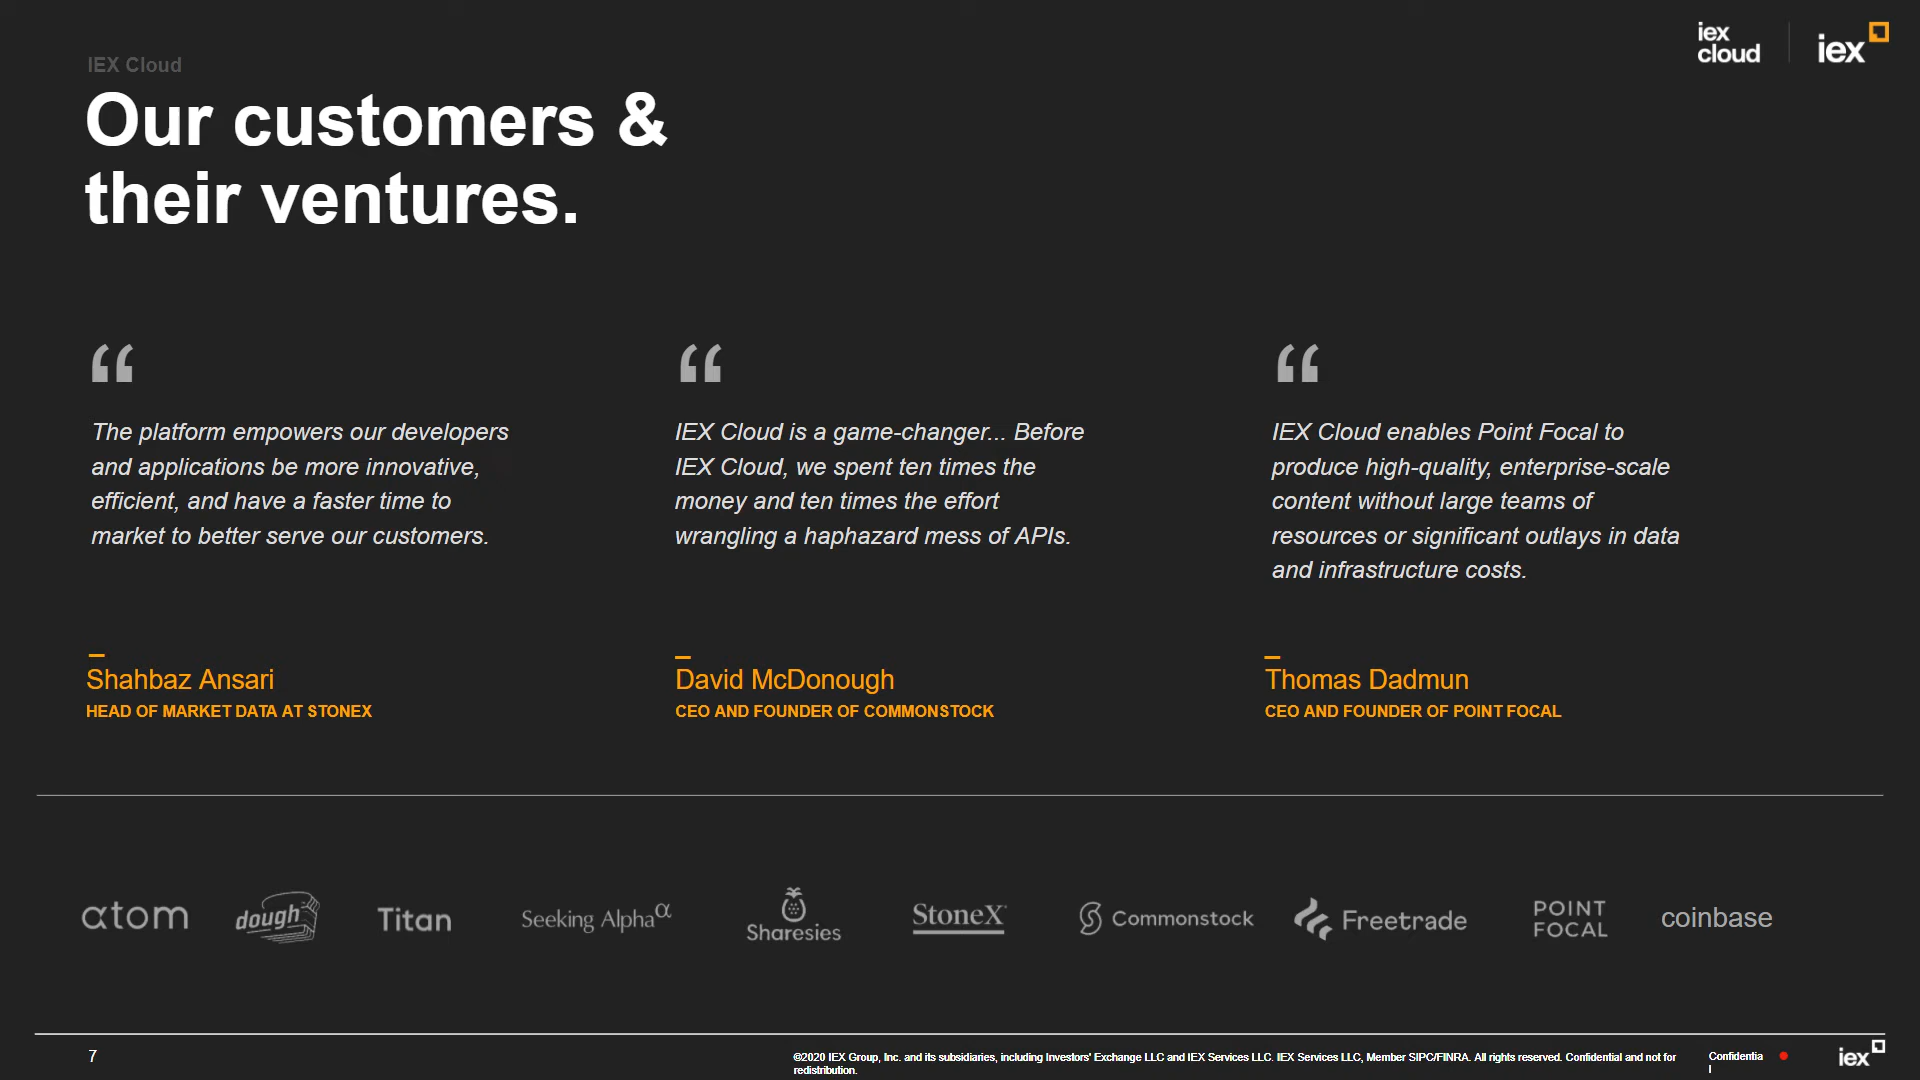 iex
cloud
iex
IEX Cloud
Our customers &
their ventures.
“
The platform empowers our developers
and applications be more innovative,
efficient, and have a faster time to
market to better serve our customers.
Shahbaz Ansari
HEAD OF MARKET DATA AT STONEX
“
IEX Cloud is a game-changer... Before
IEX Cloud, we spent ten times the
money and ten times the effort
wrangling a haphazard mess of APIs.
David McDonough
CEO AND FOUNDER OF COMMONSTOCK
“
IEX Cloud enables Point Focal to
produce high-quality, enterprise-scale
content without large teams of
resources or significant outlays in data
and infrastructure costs.
Thomas Dadmun
CEO AND FOUNDER OF POINT FOCAL
atom
dough
Titan
Seeking Alphaα
Sharesies
StoneX
Commonstock
Freetrade
POINT
FOCAL
coinbase
7
©2020 IEX Group, Inc. and its subsidiaries, including Investors' Exchange LLC and IEX Services LLC. IEX Services LLC, Member SIPC/FINRA. All rights reserved. Confidential and not for
redistribution.
Confidentia
l
iex